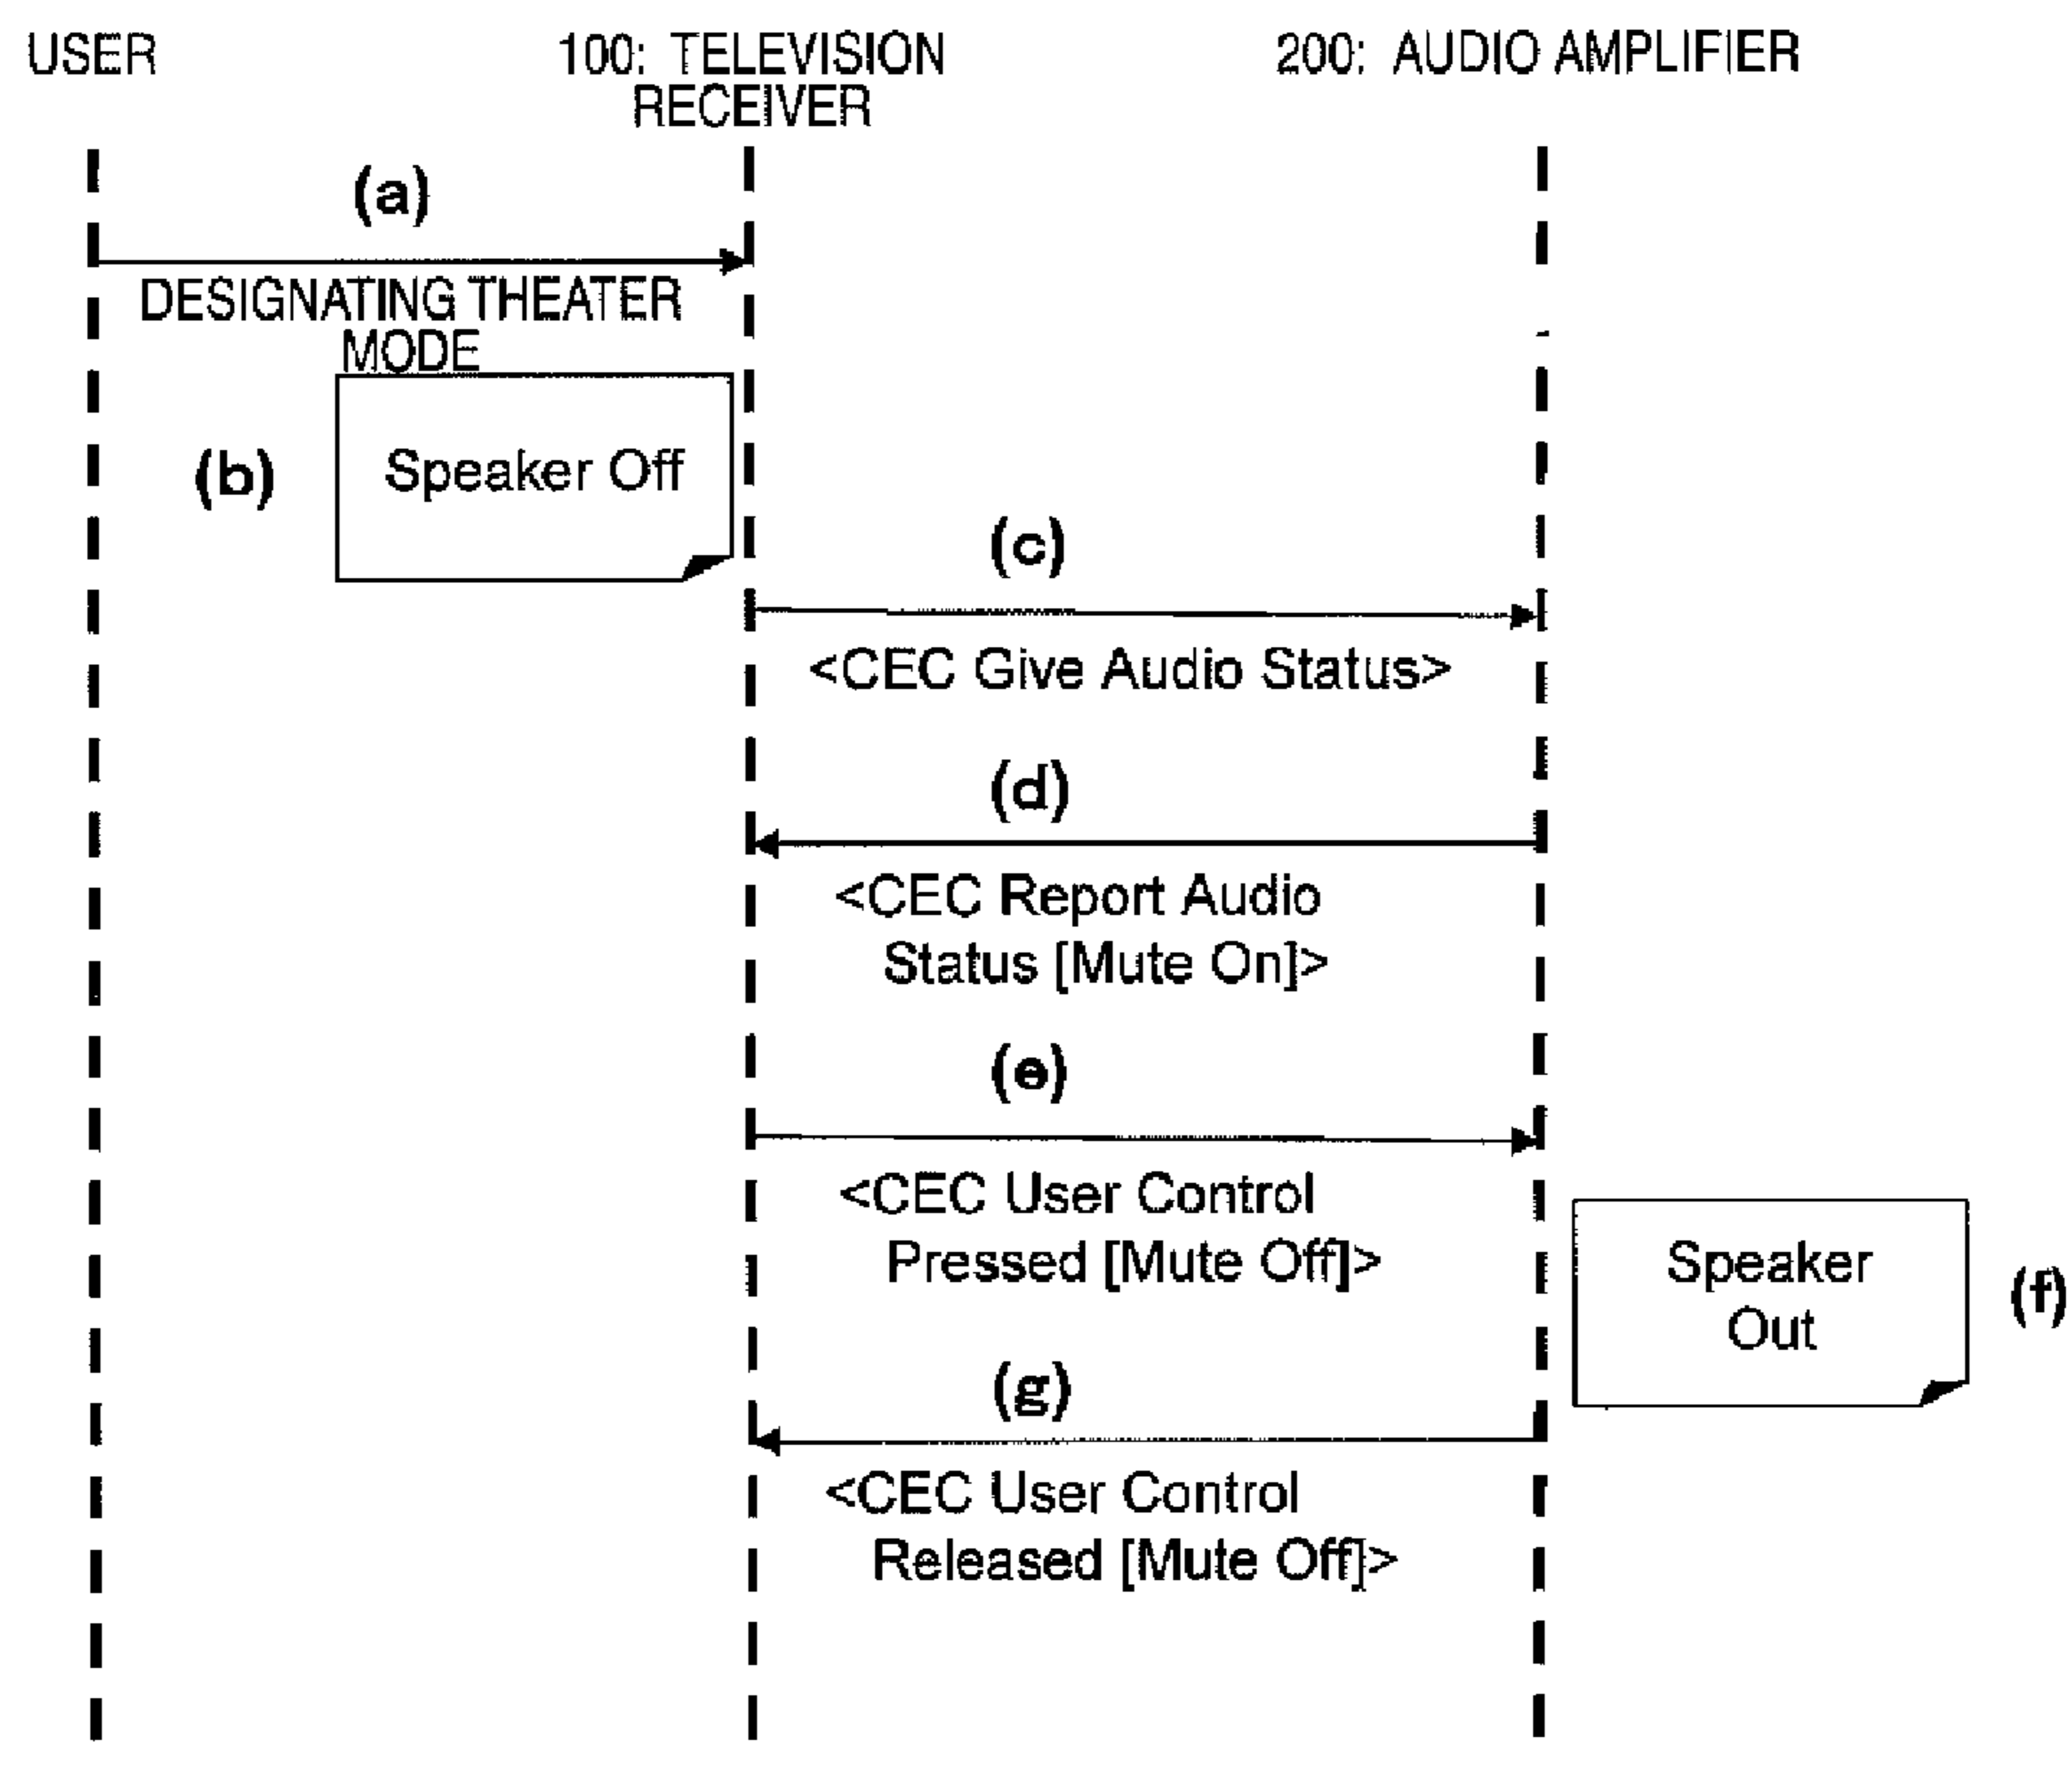 USER
100: TELEVISION
RECEIVER
200: AUDIO AMPLIFIER
(a)
DESIGNATING THEATER
MODE
(b)
Speaker Off
(c)
<CEC Give Audio Status>
(d)
<CEC Report Audio
Status [Mute On]>
(e)
<CEC User Control
Pressed [Mute Off]>
Speaker
Out
(f)
(g)
<CEC User Control
Released [Mute Off]>